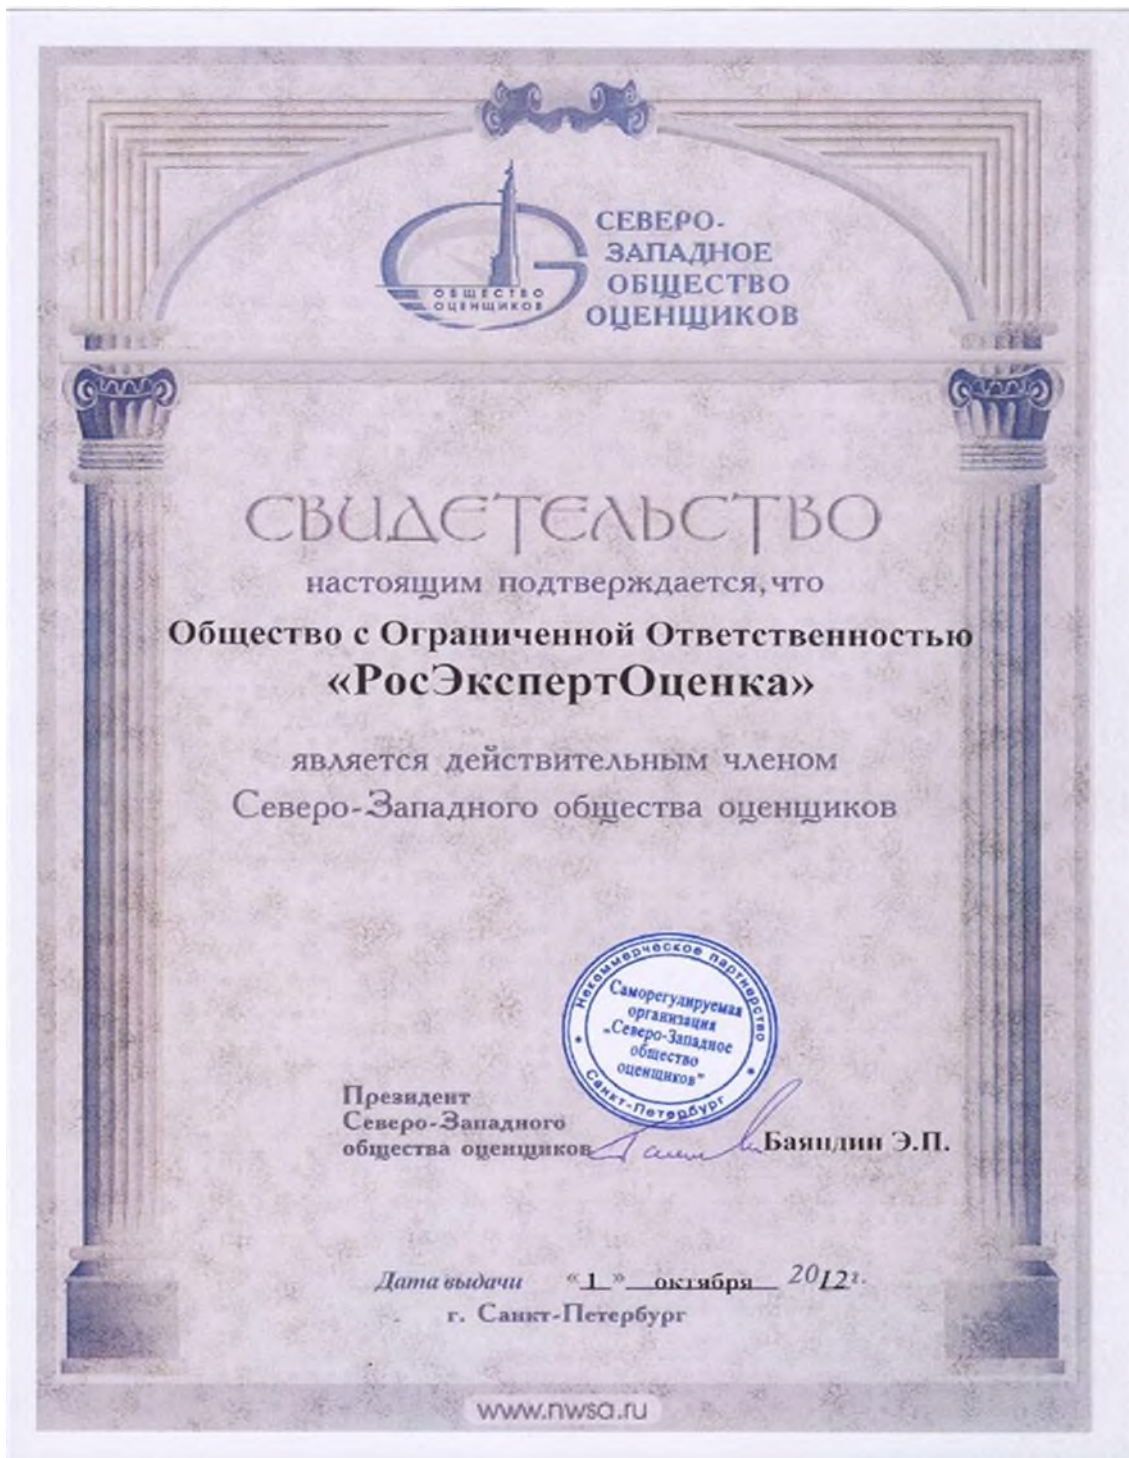 СЕВЕРО-
ЗАПАДНОЕ
ОБЩЕСТВО
ОЦЕНЩИКОВ
ОБЩЕСТВО
ОЦЕНЩИКОВ
СВИДЕТЕЛЬСТВО
настоящим подтверждается, что
Общество с Ограниченной Ответственностью
«РосЭкспертОценка»
является действительным членом
Северо-Западного общества оценщиков
Некоммерческое партнерство
Саморегулируемая
организация
„Северо-Западное
общество
оценщиков"
Санкт-Петербург
Президент
Северо-Западного
общества оценщиков
Баяндин Э.П.
Дата выдачи «1» октября 2012г.
г. Санкт-Петербург
www.nwsa.ru